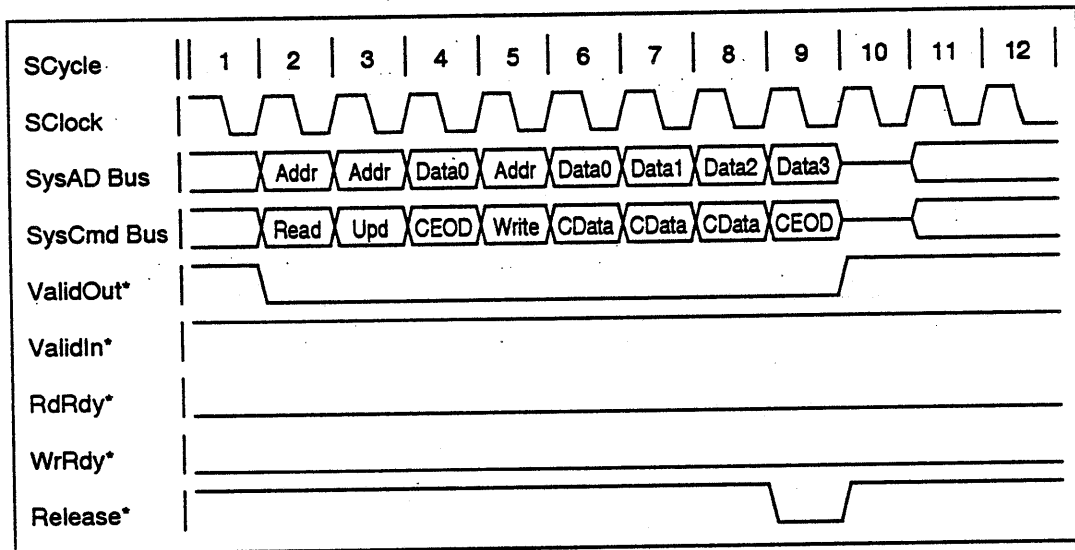 SCycle 1 2 3 4 5 6 7 8 9 10 11 12
SClock
SysAD Bus Addr Addr Data0 Addr Data0 Data1 Data2 Data3
SysCmd Bus Read Upd CEOD Write CData CData CData CEOD
ValidOut*
ValidIn*
RdRdy*
WrRdy*
Release*